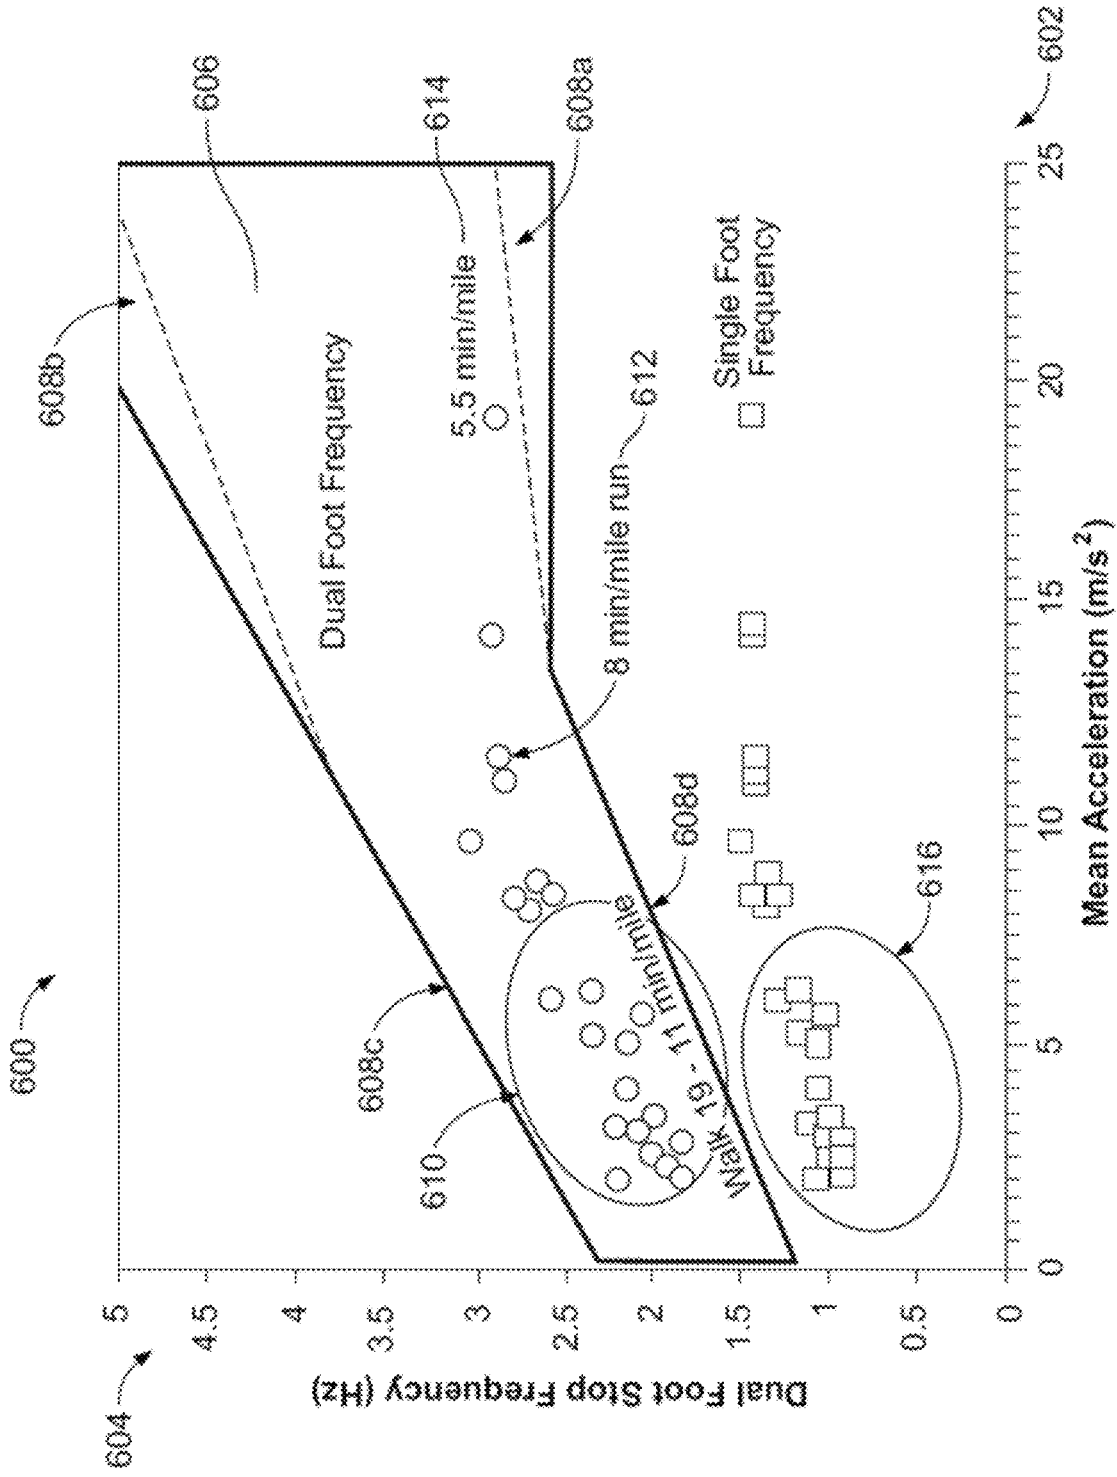 600
604
602
Dual Foot Stop Frequency (Hz)
5
4.5
4
3.5
3
2.5
2
1.5
1
0.5
0
608b
606
Dual Foot Frequency
608c
610
614
5.5 min/mile
608a
8 min/mile run
612
Walk 19 - 11 min/mile
608d
Single Foot
Frequency
616
0
5
10
15
20
25
Mean Acceleration (m/s²)